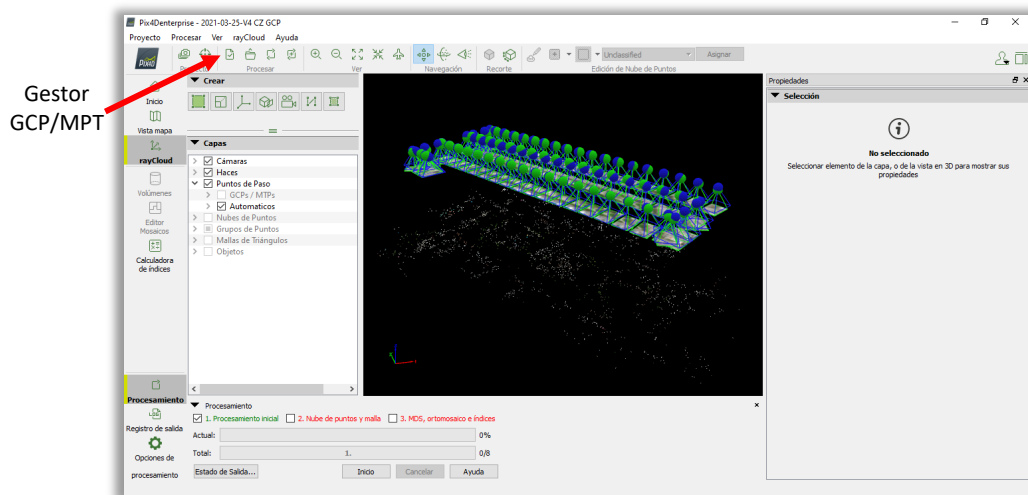 Pix4Denterprise - 2021-03-25-V4 CZ GCP
Proyecto Procesar Ver rayCloud Ayuda
Unclassified Asignar
Procesar Ver Navegación Recorte Edición de Nube de Puntos
Gestor
GCP/MPT
Inicio
Vista mapa
rayCloud
Volúmenes
Editor
Mosaicos
Calculadora
de índices
Crear
Capas
Cámaras
Haces
Puntos de Paso
GCPs / MTPs
Automaticos
Nubes de Puntos
Grupos de Puntos
Mallas de Triángulos
Objetos
Propiedades
Selección
No seleccionado
Seleccionar elemento de la capa, o de la vista en 3D para mostrar sus
propiedades
Procesamiento
Registro de salida
Opciones de
procesamiento
Procesamiento
1. Procesamiento inicial 2. Nube de puntos y malla 3. MDS, ortomosaico e índices
Actual: 0%
Total: 1. 0/8
Estado de Salida... Inicio Cancelar Ayuda